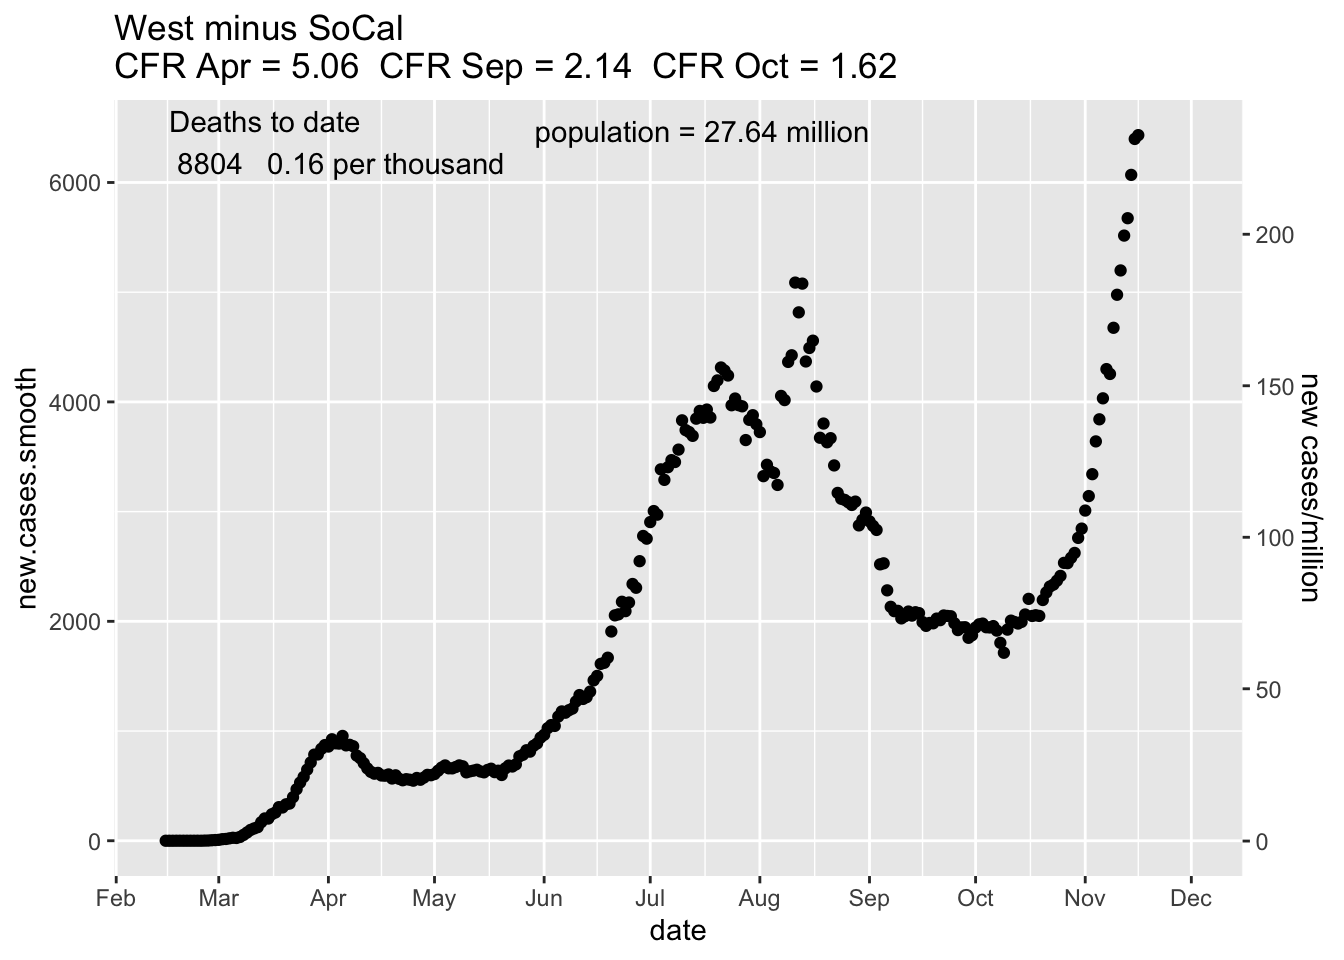 West minus SoCal
CFR Apr = 5.06  CFR Sep = 2.14  CFR Oct = 1.62
Deaths to date
8804   0.16 per thousand
population = 27.64 million
new.cases.smooth
6000
4000
2000
0
new cases/million
200
150
100
50
0
Feb Mar Apr May Jun Jul Aug Sep Oct Nov Dec
date